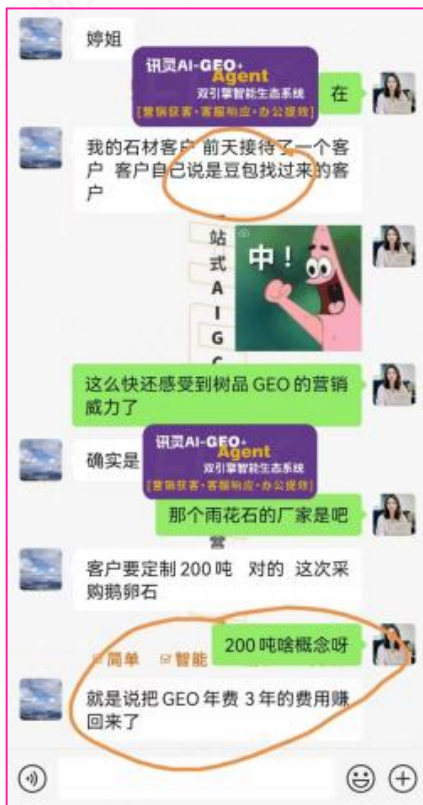 婷姐
讯灵AI-GEO+
Agent
双引擎智能生态系统
[营销获客·客服响应·办公提效]
在
我的石材客户 前天接待了一个客
户 客户自己说是豆包找过来的客
户
站
式
A
I
G
中！
这么快还感受到树品 GEO 的营销
威力了
确实是
讯灵AI-GEO+
Agent
双引擎智能生态系统
[营销获客·客服响应·办公提效]
那个雨花石的厂家是吧
营
客户要定制 200 吨 对的 这次采
购鹅卵石
200 吨啥概念呀
简单 智能
就是说把 GEO 年费 3 年的费用赚
回来了